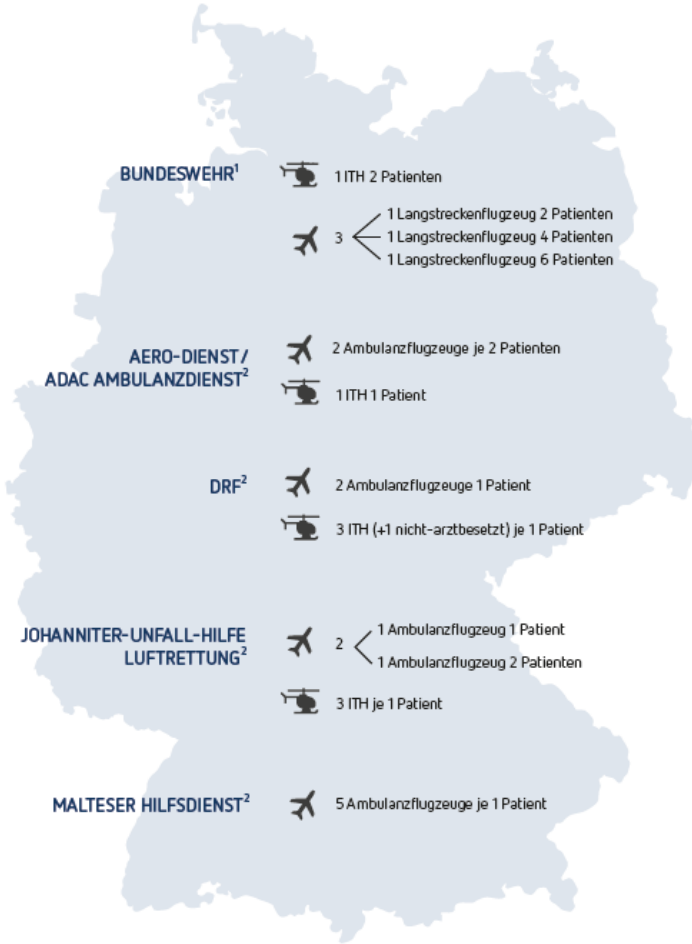 BUNDESWEHR¹
1 ITH 2 Patienten
3
1 Langstreckenflugzeug 2 Patienten
1 Langstreckenflugzeug 4 Patienten
1 Langstreckenflugzeug 6 Patienten
AERO-DIENST/
ADAC AMBULANZDIENST²
2 Ambulanzflugzeuge je 2 Patienten
1 ITH 1 Patient
DRF²
2 Ambulanzflugzeuge 1 Patient
3 ITH (+1 nicht-arztbesetzt) je 1 Patient
JOHANNITER-UNFALL-HILFE
LUFTRETTUNG²
2
1 Ambulanzflugzeug 1 Patient
1 Ambulanzflugzeug 2 Patienten
3 ITH je 1 Patient
MALTESER HILFSDIENST²
5 Ambulanzflugzeuge je 1 Patient